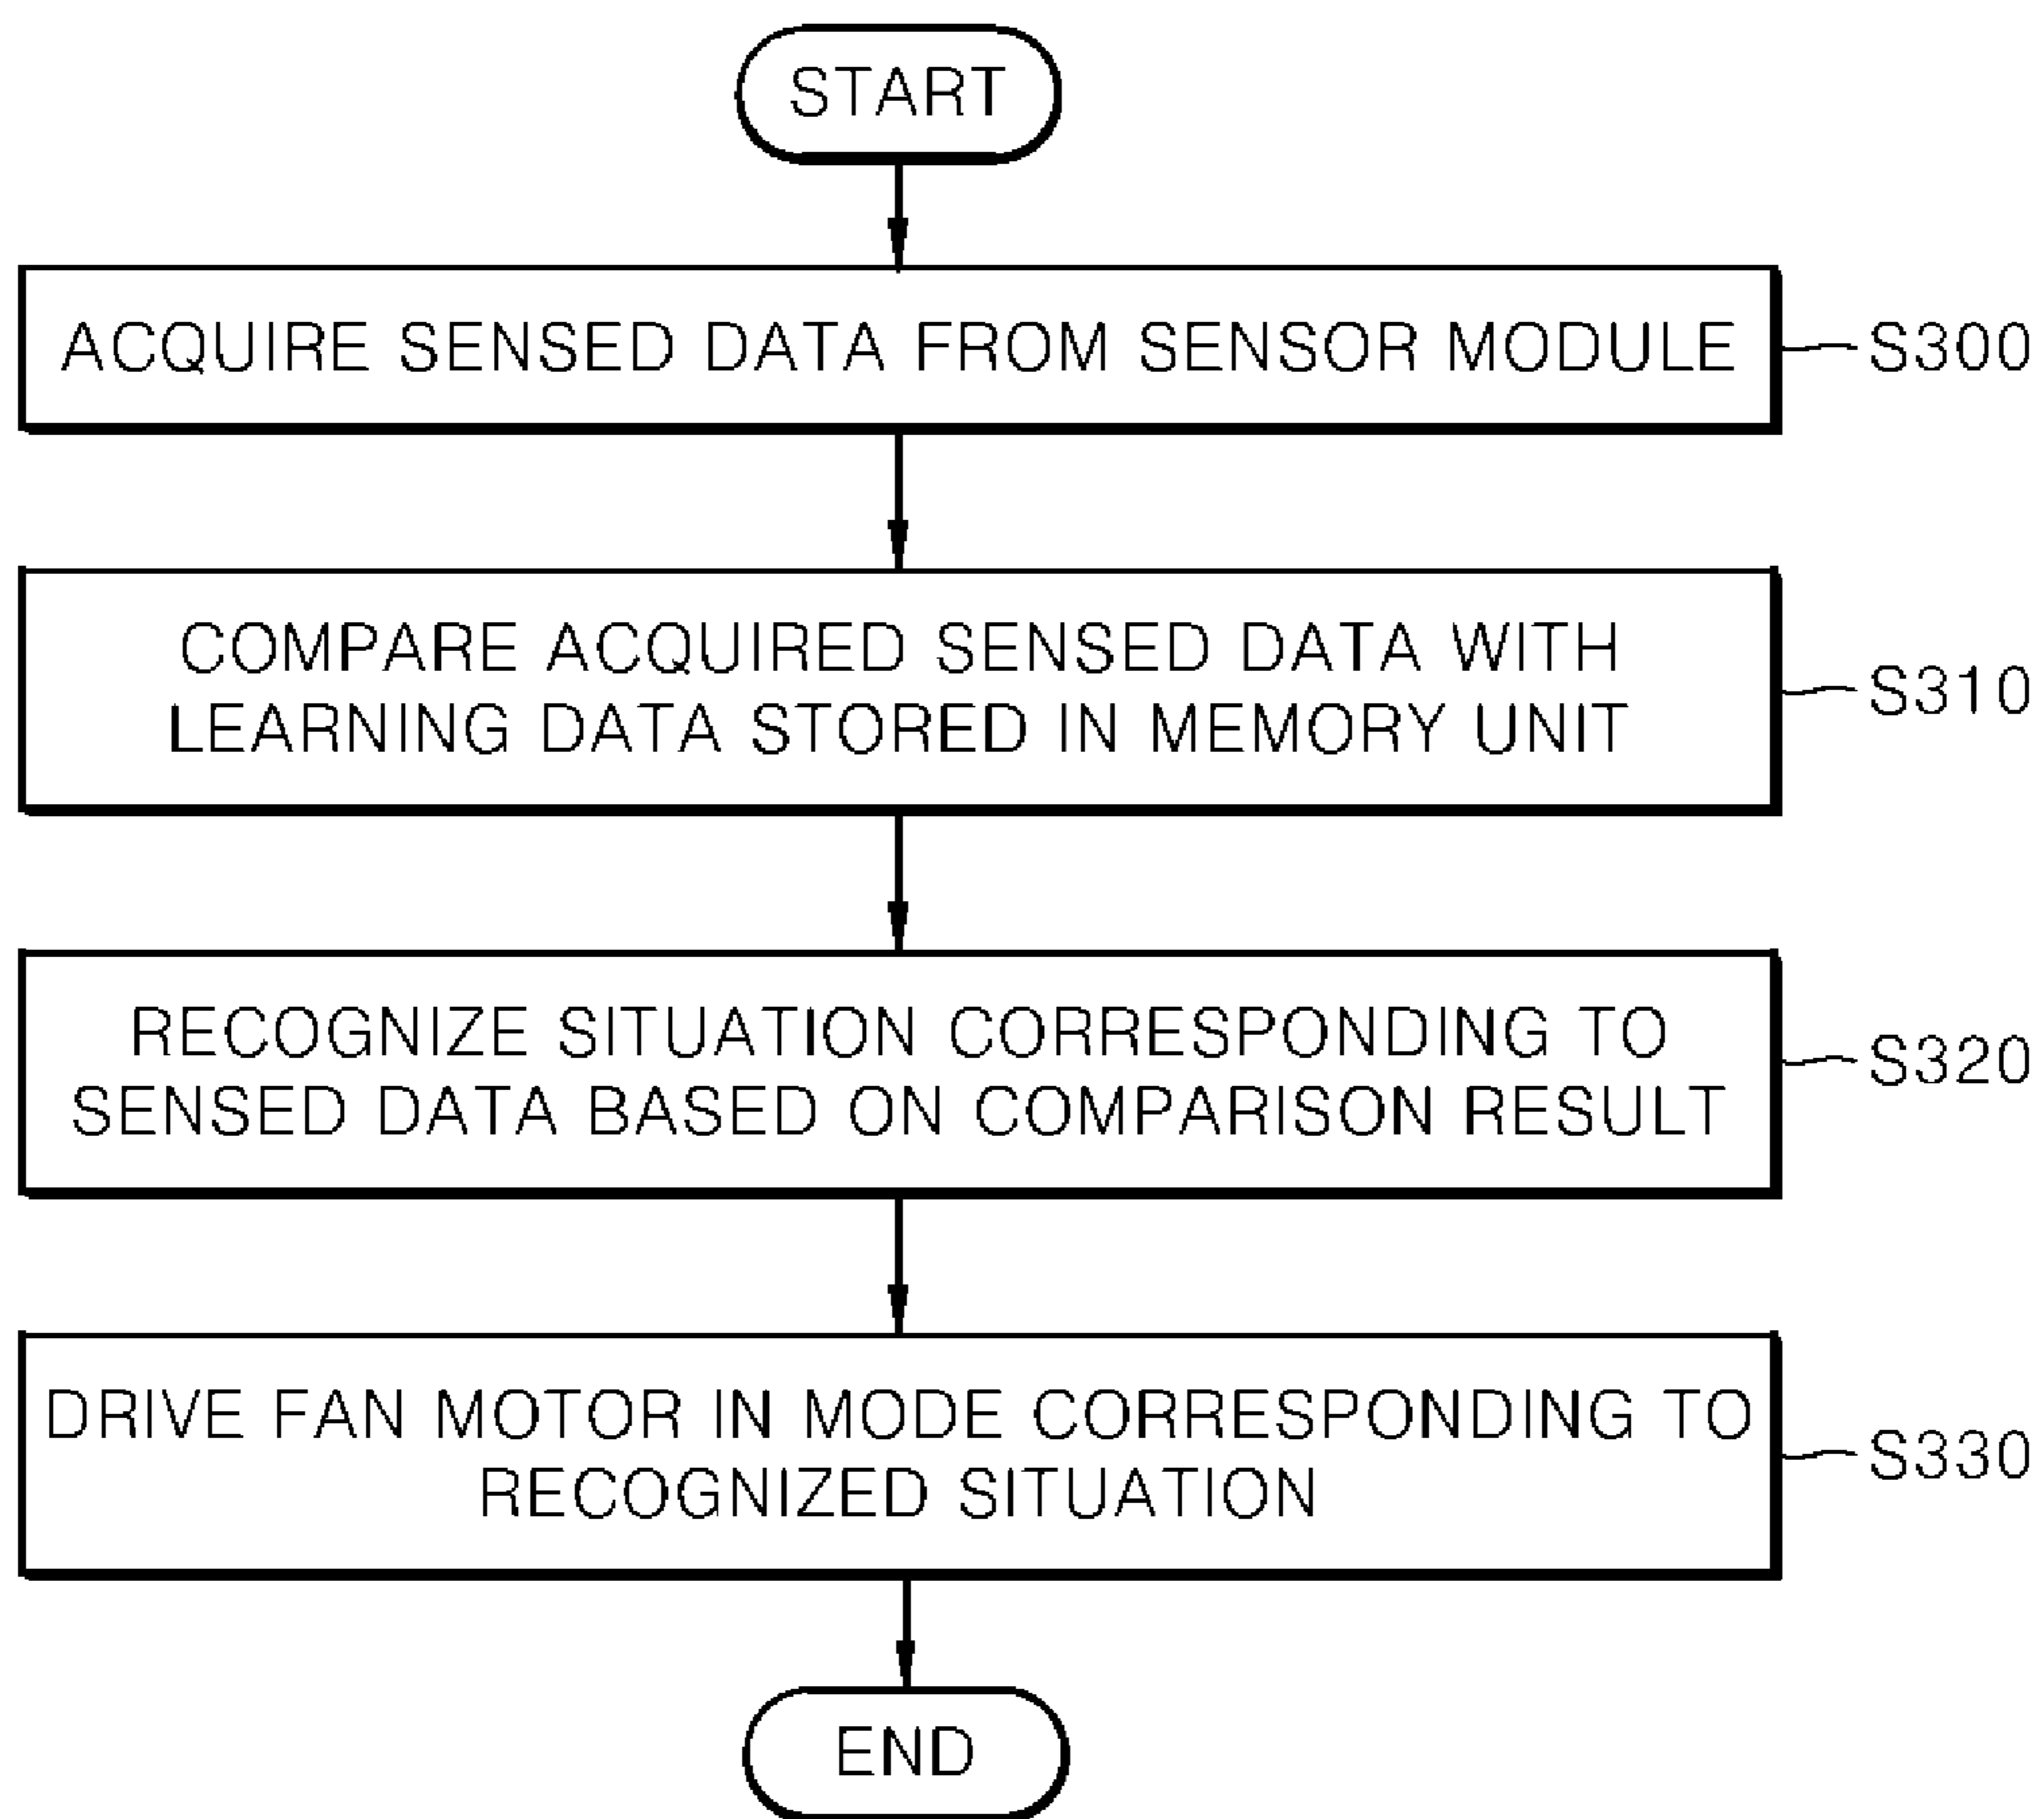 START
ACQUIRE SENSED DATA FROM SENSOR MODULE
S300
COMPARE ACQUIRED SENSED DATA WITH
LEARNING DATA STORED IN MEMORY UNIT
S310
RECOGNIZE SITUATION CORRESPONDING TO
SENSED DATA BASED ON COMPARISON RESULT
S320
DRIVE FAN MOTOR IN MODE CORRESPONDING TO
RECOGNIZED SITUATION
S330
END